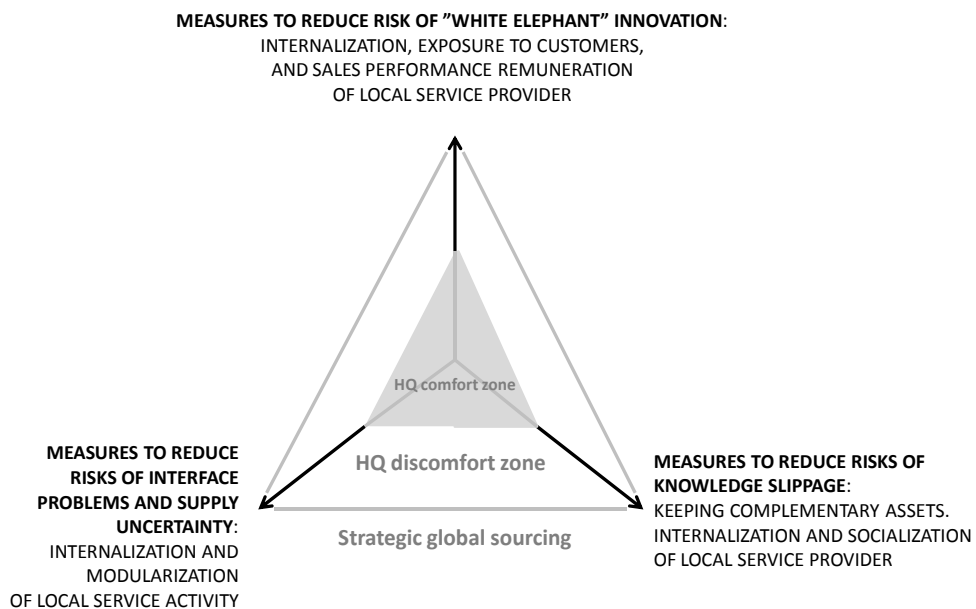 MEASURES TO REDUCE RISK OF ”WHITE ELEPHANT” INNOVATION:
INTERNALIZATION, EXPOSURE TO CUSTOMERS,
AND SALES PERFORMANCE REMUNERATION
OF LOCAL SERVICE PROVIDER
HQ comfort zone
HQ discomfort zone
Strategic global sourcing
MEASURES TO REDUCE
RISKS OF INTERFACE
PROBLEMS AND SUPPLY
UNCERTAINTY:
INTERNALIZATION AND
MODULARIZATION
OF LOCAL SERVICE ACTIVITY
MEASURES TO REDUCE RISKS OF
KNOWLEDGE SLIPPAGE:
KEEPING COMPLEMENTARY ASSETS.
INTERNALIZATION AND SOCIALIZATION
OF LOCAL SERVICE PROVIDER